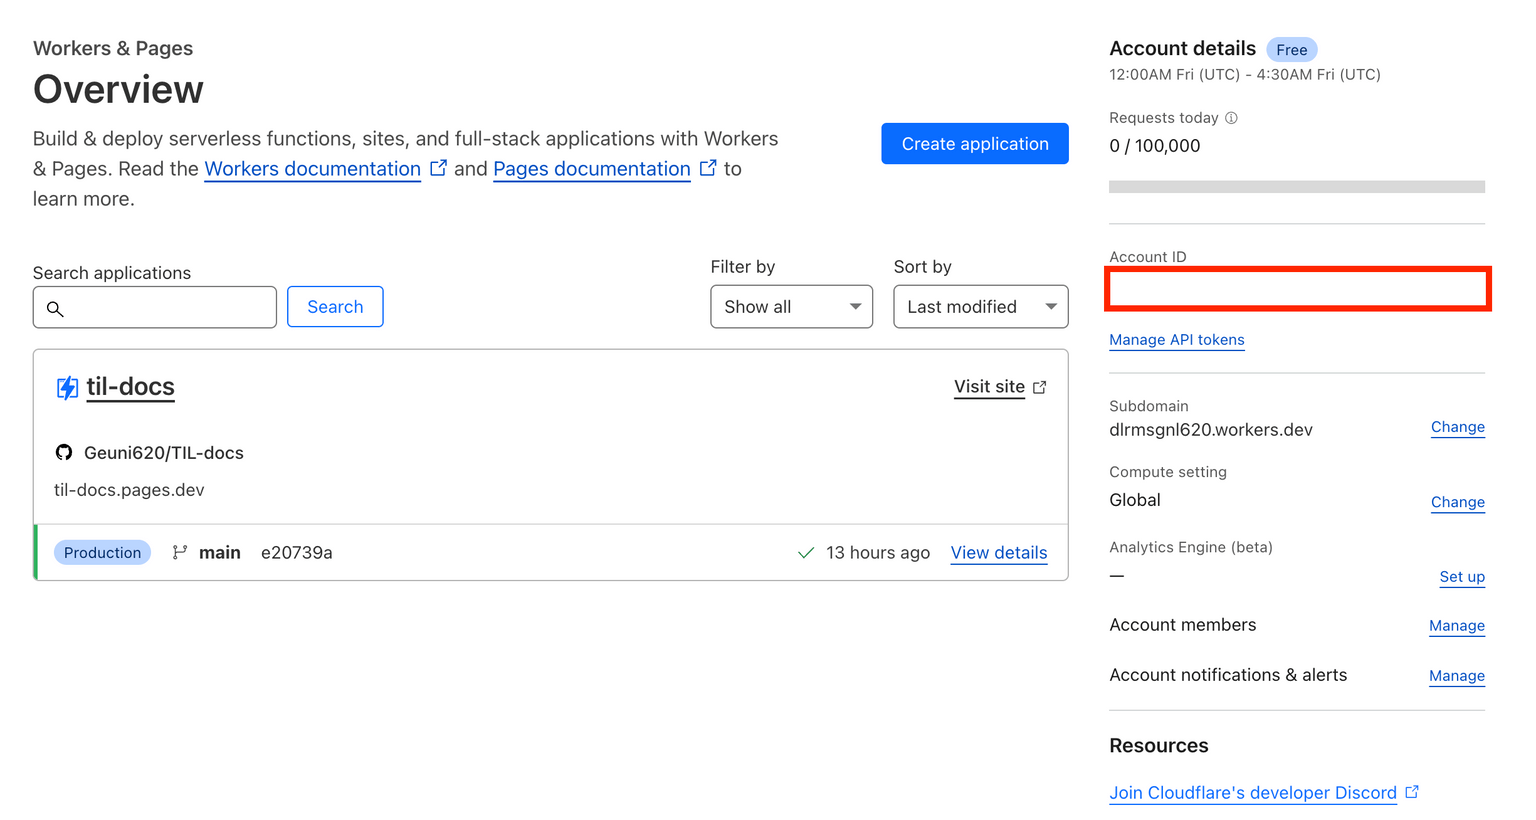 Workers & Pages
Overview
Build & deploy serverless functions, sites, and full-stack applications with Workers
& Pages. Read the Workers documentation and Pages documentation to
learn more.
Create application
Search applications
Search
Filter by
Show all
Sort by
Last modified
til-docs
Visit site
Geuni620/TIL-docs
til-docs.pages.dev
Production main e20739a 13 hours ago View details
Account details Free
12:00AM Fri (UTC) - 4:30AM Fri (UTC)
Requests today
0 / 100,000
Account ID
Manage API tokens
Subdomain
dlrmsgnl620.workers.dev Change
Compute setting
Global Change
Analytics Engine (beta)
— Set up
Account members Manage
Account notifications & alerts Manage
Resources
Join Cloudflare's developer Discord